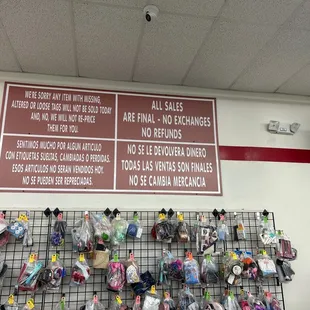 WE'RE SORRY ANY ITEM WITH MISSING,
ALTERED OR LOOSE TAGS WILL NOT BE SOLD TODAY
AND, NO, WE WILL NOT RE-PRICE
THEM FOR YOU.
ALL SALES
ARE FINAL - NO EXCHANGES
NO REFUNDS
SENTIMOS MUCHO POR ALGUN ARTICULO
CON ETIQUETAS SUELTAS, CAMBIADAS O PERDIDAS.
ESOS ARTICULOS NO SERAN VENDIDOS HOY.
NO SE PUEDEN SER REPRECIADAS.
NO SE LE DEVOLVERA DINERO
TODAS LAS VENTAS SON FINALES
NO SE CAMBIA MERCANCIA